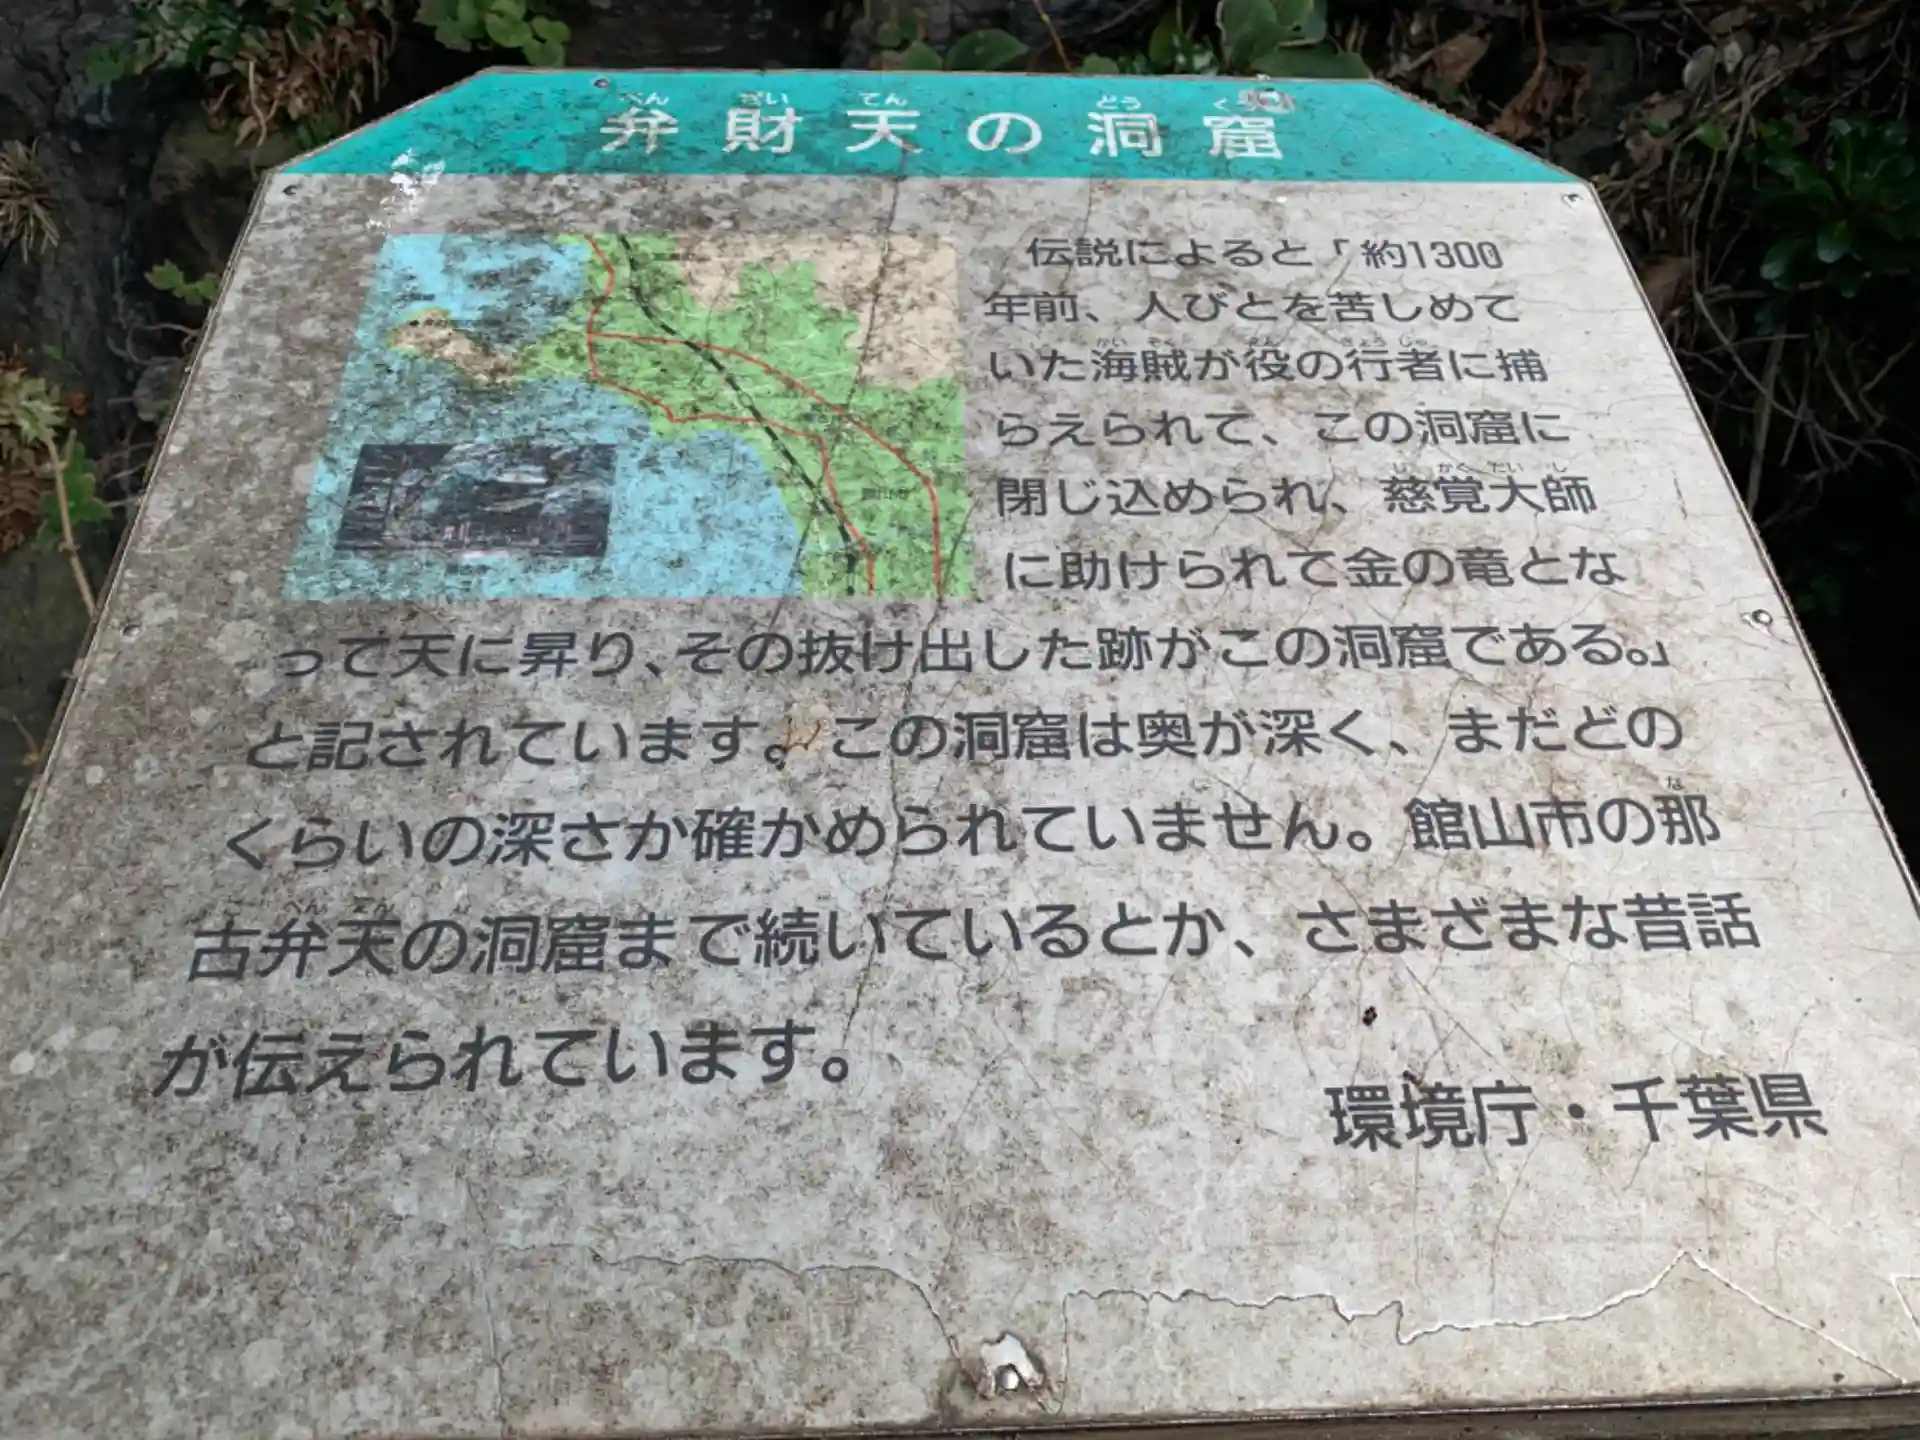 弁財天の洞窟
伝説によると「約1300
年前、人びとを苦しめて
いた海賊が役の行者に捕
らえられて、この洞窟に
閉じ込められ、慈覚大師
に助けられて金の竜とな
って天に昇り、その抜け出した跡がこの洞窟である。」
と記されています。この洞窟は奥が深く、まだどの
くらいの深さか確かめられていません。館山市の那
古弁天の洞窟まで続いているとか、さまざまな昔話
が伝えられています。
環境庁・千葉県